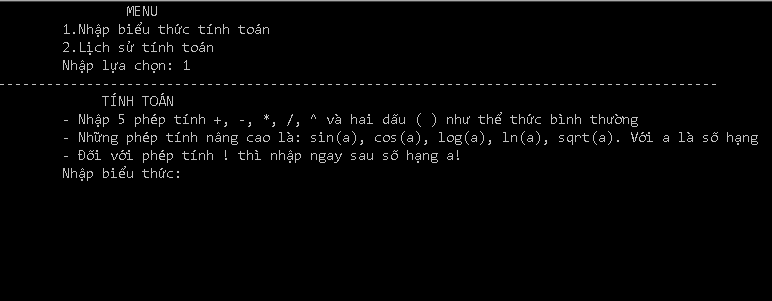 MENU
1.Nhập biểu thức tính toán
2.Lịch sử tính toán
Nhập lựa chọn: 1
------------------------------------------------------------------------------------------
TÍNH TOÁN
- Nhập 5 phép tính +, -, *, /, ^ và hai dấu ( ) như thể thức bình thường
- Những phép tính nâng cao là: sin(a), cos(a), log(a), ln(a), sqrt(a). Với a là số hạng
- Đối với phép tính ! thì nhập ngay sau số hạng a!
Nhập biểu thức: